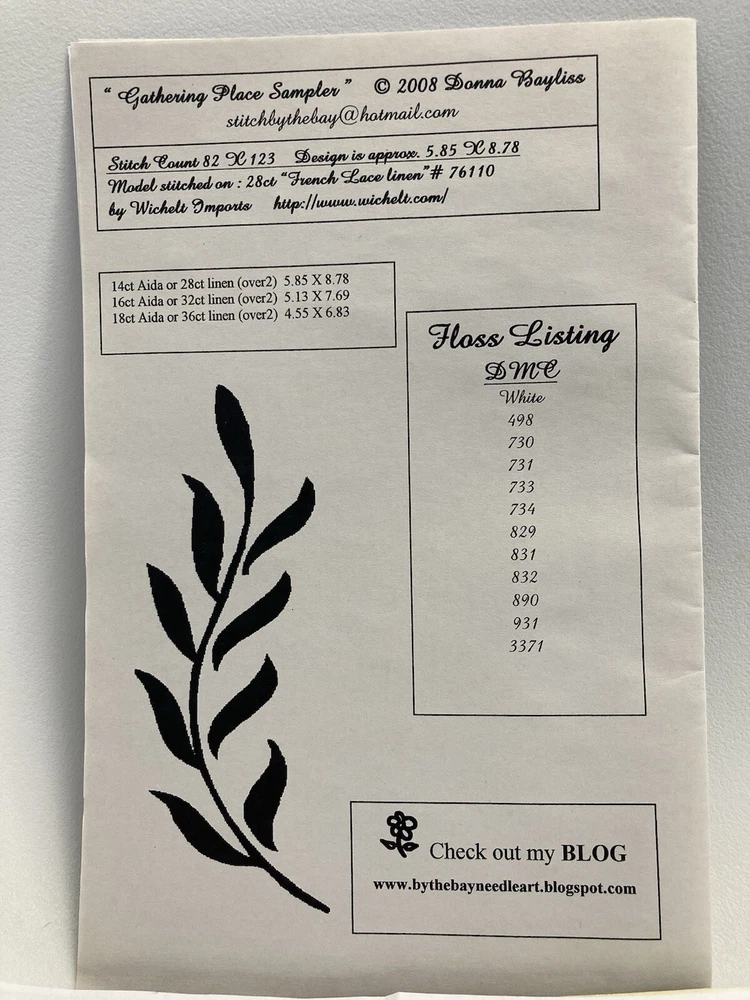 “ Gathering Place Sampler ” © 2008 Donna Bayliss
stitchbythebay@hotmail.com
Stitch Count 82 X 123 Design is approx. 5.85 X 8.78
Model stitched on : 28ct “French Lace linen”# 76110
by Wichelt Imports http://www.wichelt.com/
14ct Aida or 28ct linen (over2) 5.85 X 8.78
16ct Aida or 32ct linen (over2) 5.13 X 7.69
18ct Aida or 36ct linen (over2) 4.55 X 6.83
Floss Listing
DMC
White
498
730
731
733
734
829
831
832
890
931
3371
Check out my BLOG
www.bythebayneedleart.blogspot.com